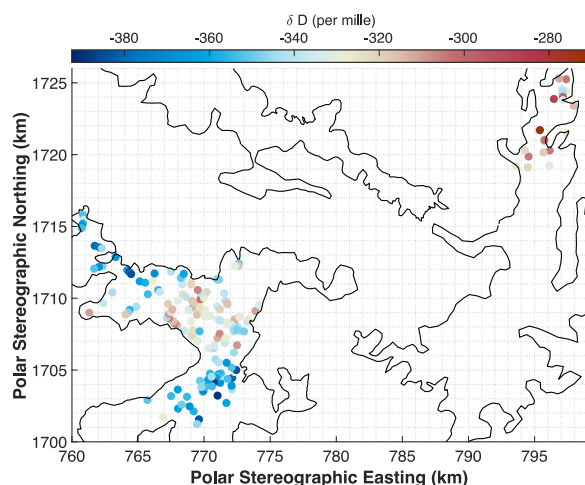 δ D (per mille)
-380 -360 -340 -320 -300 -280
1725
1720
1715
1710
1705
1700
Polar Stereographic Northing (km)
760 765 770 775 780 785 790 795
Polar Stereographic Easting (km)